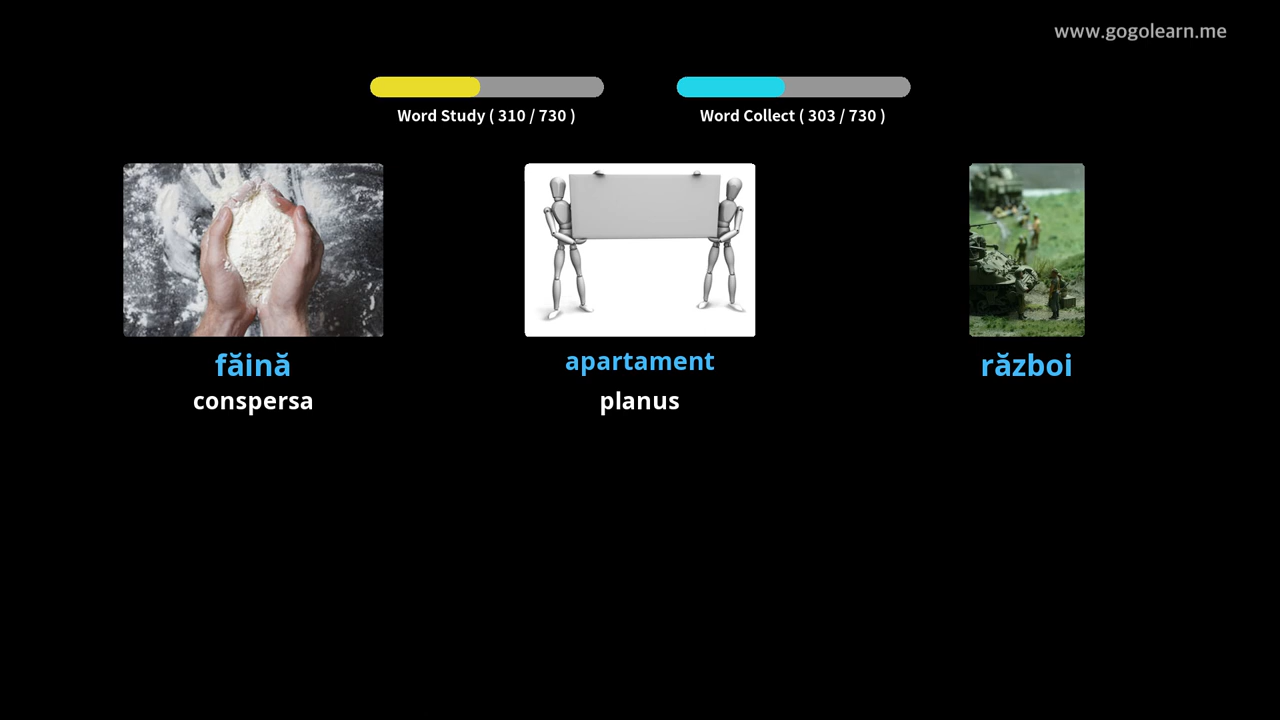 www.gogolearn.me
Word Study ( 310 / 730 )
Word Collect ( 303 / 730 )
făină
apartament
război
conspersa
planus